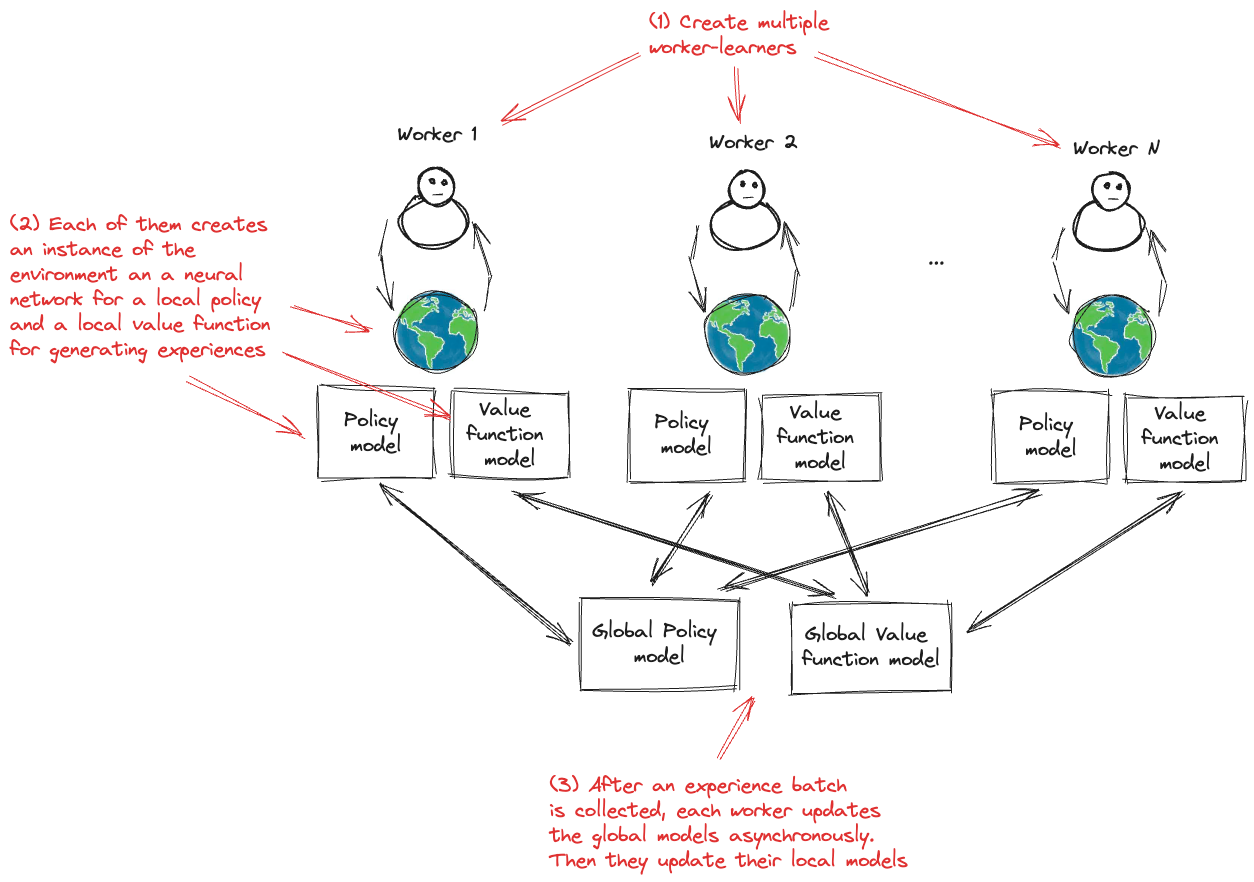 (1) Create multiple
worker-learners
Worker 1
Worker 2
Worker N
(2) Each of them creates
an instance of the
environment an a neural
network for a local policy
and a local value function
for generating experiences
...
Policy
model
Value
function
model
Policy
model
Value
function
model
Policy
model
Value
function
model
Global Policy
model
Global Value
function model
(3) After an experience batch
is collected, each worker updates
the global models asynchronously.
Then they update their local models